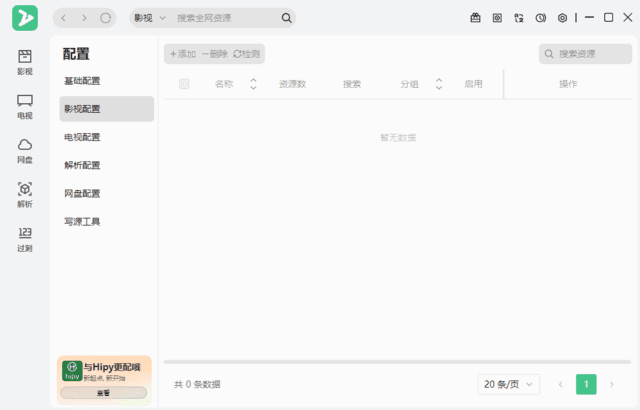 影视
搜索全网资源
影视
电视
网盘
解析
过刻
配置
基础配置
影视配置
电视配置
解析配置
网盘配置
写源工具
hipy
与Hipy更配哦
新起点, 新开始
查看
添加 删除 检测
搜索资源
名称 资源数 搜索 分组 启用 操作
暂无数据
共 0 条数据
20 条/页
1